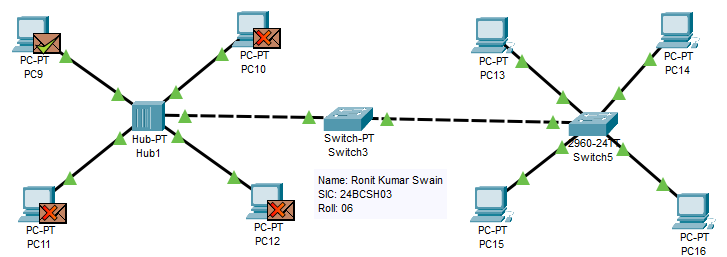 PC-PT
PC9
PC-PT
PC10
PC-PT
PC13
PC-PT
PC14
Hub-PT
Hub1
Switch-PT
Switch3
2960-24TT
Switch5
Name: Ronit Kumar Swain
SIC: 24BCSH03
Roll: 06
PC-PT
PC11
PC-PT
PC12
PC-PT
PC15
PC-PT
PC16